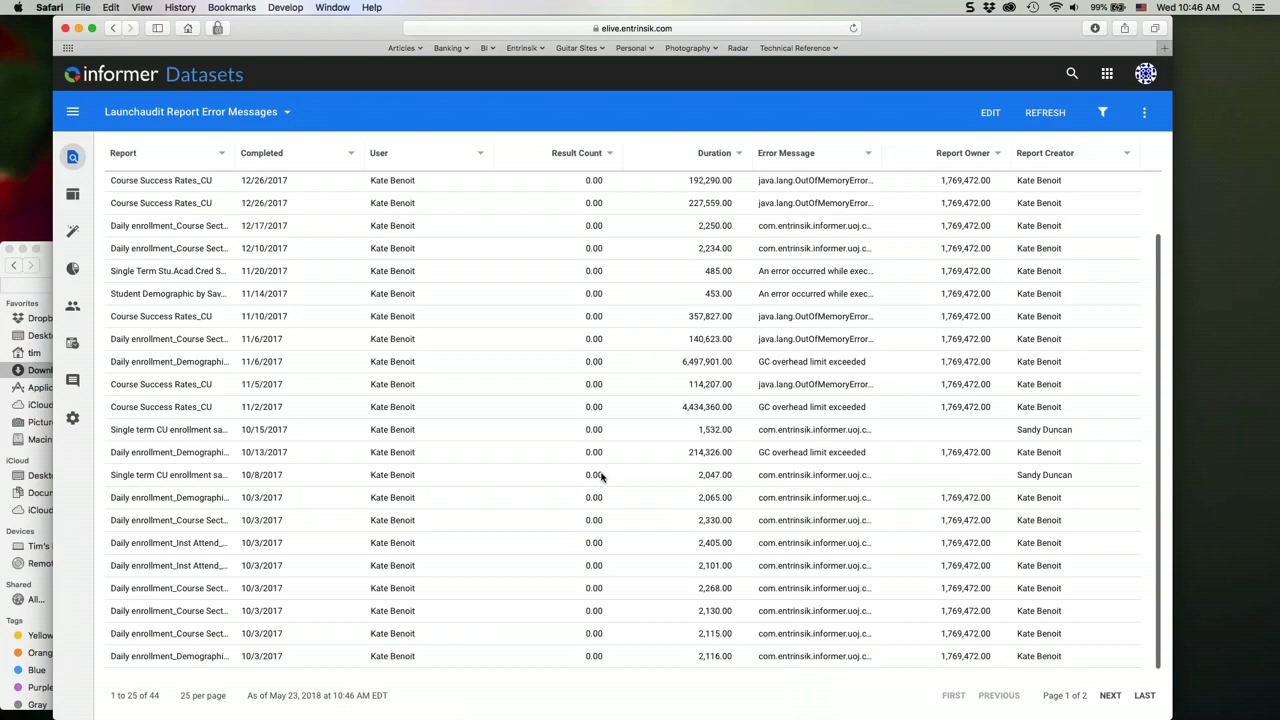 Safari File Edit View History Bookmarks Develop Window Help 99% Wed 10:46 AM
elive.entrinsik.com
Articles Banking BI Entrinsik Guitar Sites Personal Photography Radar Technical Reference
informer Datasets
Launchaudit Report Error Messages EDIT REFRESH
Report Completed User Result Count Duration Error Message Report Owner Report Creator
Course Success Rates_CU 12/26/2017 Kate Benoit 0.00 192,290.00 java.lang.OutOfMemoryError... 1,769,472.00 Kate Benoit
Course Success Rates_CU 12/26/2017 Kate Benoit 0.00 227,559.00 java.lang.OutOfMemoryError... 1,769,472.00 Kate Benoit
Daily enrollment_Course Sect... 12/17/2017 Kate Benoit 0.00 2,250.00 com.entrinsik.informer.uoj.c... 1,769,472.00 Kate Benoit
Daily enrollment_Course Sect... 12/10/2017 Kate Benoit 0.00 2,234.00 com.entrinsik.informer.uoj.c... 1,769,472.00 Kate Benoit
Single Term Stu.Acad.Cred S... 11/20/2017 Kate Benoit 0.00 485.00 An error occurred while exec... 1,769,472.00 Kate Benoit
Student Demographic by Sav... 11/14/2017 Kate Benoit 0.00 453.00 An error occurred while exec... 1,769,472.00 Kate Benoit
Course Success Rates_CU 11/10/2017 Kate Benoit 0.00 357,827.00 java.lang.OutOfMemoryError... 1,769,472.00 Kate Benoit
Daily enrollment_Course Sect... 11/6/2017 Kate Benoit 0.00 140,623.00 java.lang.OutOfMemoryError... 1,769,472.00 Kate Benoit
Daily enrollment_Demographi... 11/6/2017 Kate Benoit 0.00 6,497,901.00 GC overhead limit exceeded 1,769,472.00 Kate Benoit
Course Success Rates_CU 11/5/2017 Kate Benoit 0.00 114,207.00 java.lang.OutOfMemoryError... 1,769,472.00 Kate Benoit
Course Success Rates_CU 11/2/2017 Kate Benoit 0.00 4,434,360.00 GC overhead limit exceeded 1,769,472.00 Kate Benoit
Single term CU enrollment sa... 10/15/2017 Kate Benoit 0.00 1,532.00 com.entrinsik.informer.uoj.c... Sandy Duncan
Daily enrollment_Demographi... 10/13/2017 Kate Benoit 0.00 214,326.00 GC overhead limit exceeded 1,769,472.00 Kate Benoit
Single term CU enrollment sa... 10/8/2017 Kate Benoit 0.00 2,047.00 com.entrinsik.informer.uoj.c... Sandy Duncan
Daily enrollment_Demographi... 10/3/2017 Kate Benoit 0.00 2,065.00 com.entrinsik.informer.uoj.c... 1,769,472.00 Kate Benoit
Daily enrollment_Course Sect... 10/3/2017 Kate Benoit 0.00 2,330.00 com.entrinsik.informer.uoj.c... 1,769,472.00 Kate Benoit
Daily enrollment_Inst Attend_... 10/3/2017 Kate Benoit 0.00 2,405.00 com.entrinsik.informer.uoj.c... 1,769,472.00 Kate Benoit
Daily enrollment_Inst Attend_... 10/3/2017 Kate Benoit 0.00 2,101.00 com.entrinsik.informer.uoj.c... 1,769,472.00 Kate Benoit
Daily enrollment_Course Sect... 10/3/2017 Kate Benoit 0.00 2,268.00 com.entrinsik.informer.uoj.c... 1,769,472.00 Kate Benoit
Daily enrollment_Course Sect... 10/3/2017 Kate Benoit 0.00 2,130.00 com.entrinsik.informer.uoj.c... 1,769,472.00 Kate Benoit
Daily enrollment_Course Sect... 10/3/2017 Kate Benoit 0.00 2,115.00 com.entrinsik.informer.uoj.c... 1,769,472.00 Kate Benoit
Daily enrollment_Demographi... 10/3/2017 Kate Benoit 0.00 2,116.00 com.entrinsik.informer.uoj.c... 1,769,472.00 Kate Benoit
1 to 25 of 44 25 per page As of May 23, 2018 at 10:46 AM EDT FIRST PREVIOUS Page 1 of 2 NEXT LAST
Favorites
Dropb
Deskt
tim
Downl
Applic
iCloud
Pictur
Macin
iCloud
Deskt
Docun
iCloud
Devices
Tim's
Remot
Shared
All...
Tags
Yellow
Orang
Blue
Purple
Gray